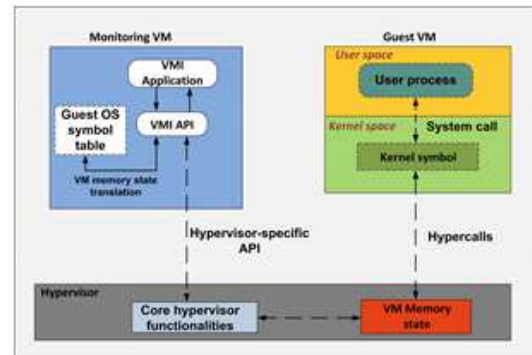 Monitoring VM
VMI
Application
VMI API
Guest OS
symbol
table
VM memory state
translation
Guest VM
User space
User process
Kernel space
System call
Kernel symbol
Hypervisor-specific
API
Hypercalls
Hypervisor
Core hypervisor
functionalities
VM Memory
state